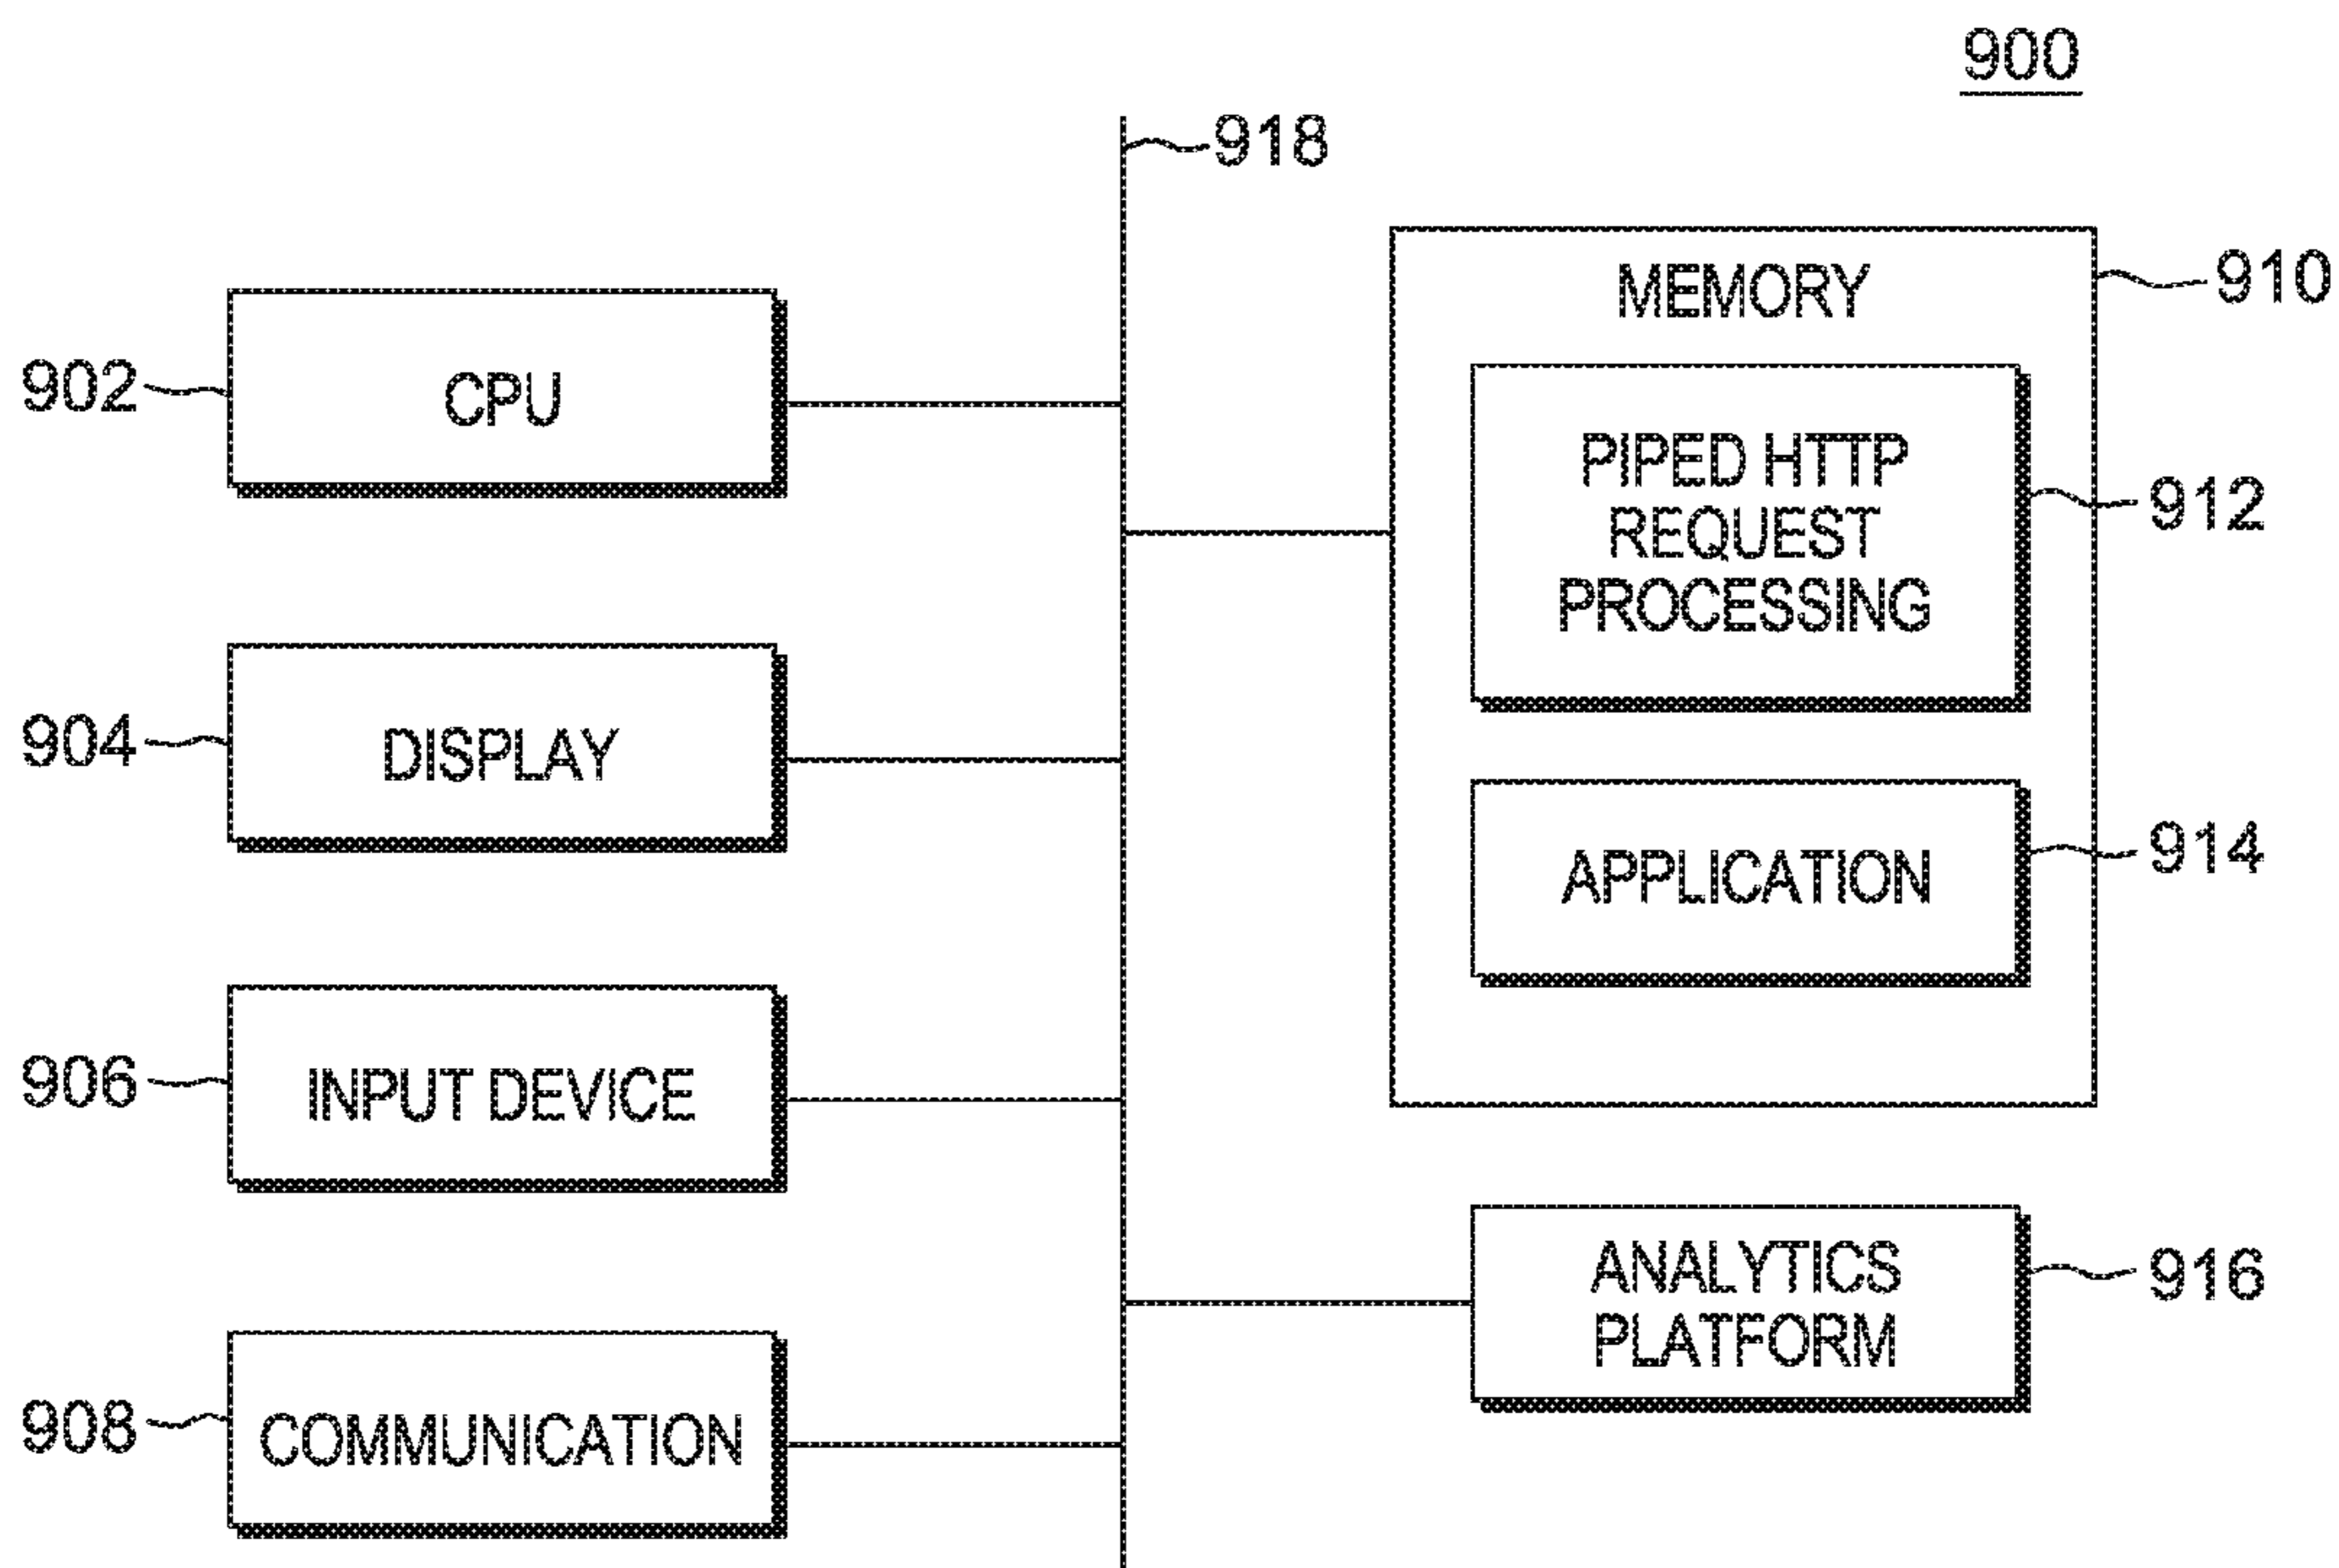 900
918
MEMORY
910
902
CPU
PIPED HTTP
REQUEST
PROCESSING
912
904
DISPLAY
APPLICATION
914
906
INPUT DEVICE
ANALYTICS
PLATFORM
916
908
COMMUNICATION